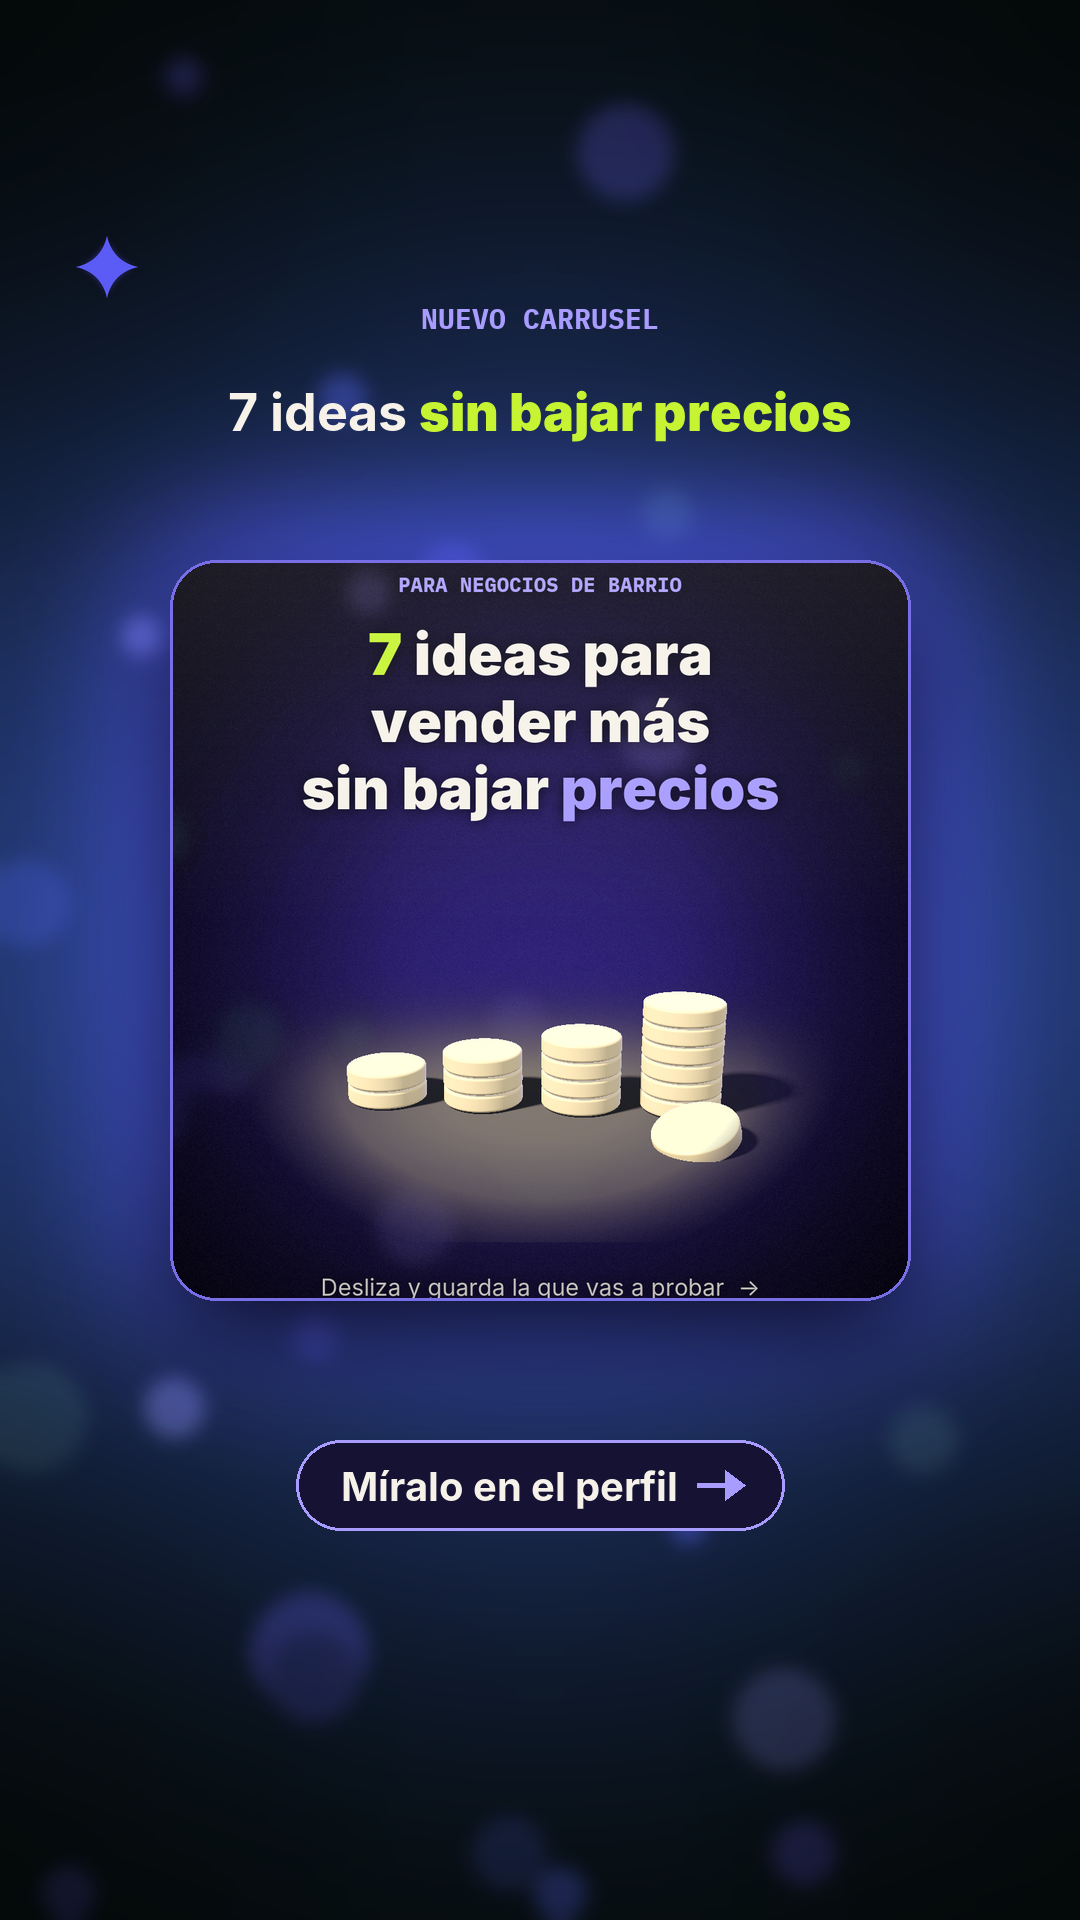 NUEVO CARRUSEL
7 ideas sin bajar precios
PARA NEGOCIOS DE BARRIO
7 ideas para
vender más
sin bajar precios
Desliza y guarda la que vas a probar →
Míralo en el perfil